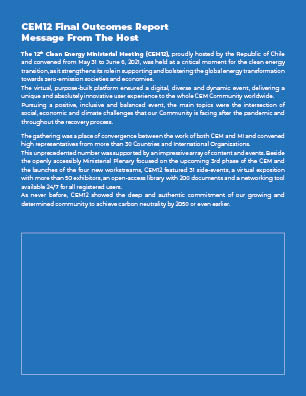 CEM12 Final Outcomes Report
Message From The Host
The 12th Clean Energy Ministerial Meeting (CEM12), proudly hosted by the Republic of Chile
and convened from May 31 to June 6, 2021, was held at a critical moment for the clean energy
transition, as it strengthens its role in supporting and bolstering the global energy transformation
towards zero-emission societies and economies.
The virtual, purpose-built platform ensured a digital, diverse and dynamic event, delivering a
unique and absolutely innovative user experience to the whole CEM Community worldwide.
Pursuing a positive, inclusive and balanced event, the main topics were the intersection of
social, economic and climate challenges that our Community is facing after the pandemic and
throughout the recovery process.
The gathering was a place of convergence between the work of both CEM and MI and convened
high representatives from more than 30 Countries and International Organizations.
This unprecedented number was supported by an impressive array of content and events. Beside
the openly accessibly Ministerial Plenary focused on the upcoming 3rd phase of the CEM and
the launches of the four new workstreams, CEM12 featured 31 side-events, a virtual exposition
with more than 50 exhibitors, an open-access library with 200 documents and a networking tool
available 24/7 for all registered users.
As never before, CEM12 showed the deep and authentic commitment of our growing and
determined community to achieve carbon neutrality by 2050 or even earlier.